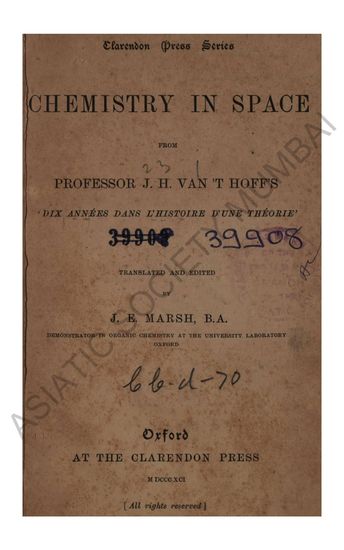 Clarendon Press Series
CHEMISTRY IN SPACE
FROM
23 1
PROFESSOR J. H. VAN 'T HOFF'S
'DIX ANNÉES DANS L'HISTOIRE D'UNE THÉORIE'
39908 39908
TRANSLATED AND EDITED
BY
J. E. MARSH, B.A.
DEMONSTRATOR IN ORGANIC CHEMISTRY AT THE UNIVERSITY LABORATORY
OXFORD
bb-d-70
Oxford
AT THE CLARENDON PRESS
MDCCCXCI
[All rights reserved]
ASIATIC SOCIETY MUMBAI